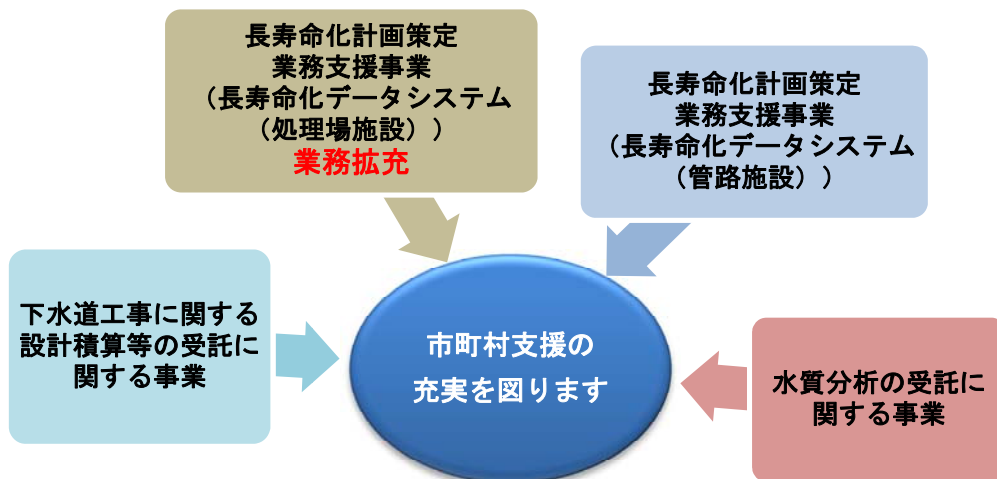 長寿命化計画策定
業務支援事業
（長寿命化データシステム
（処理場施設））
業務拡充
長寿命化計画策定
業務支援事業
（長寿命化データシステム
（管路施設））
下水道工事に関する
設計積算等の受託に
関する事業
市町村支援の
充実を図ります
水質分析の受託に
関する事業